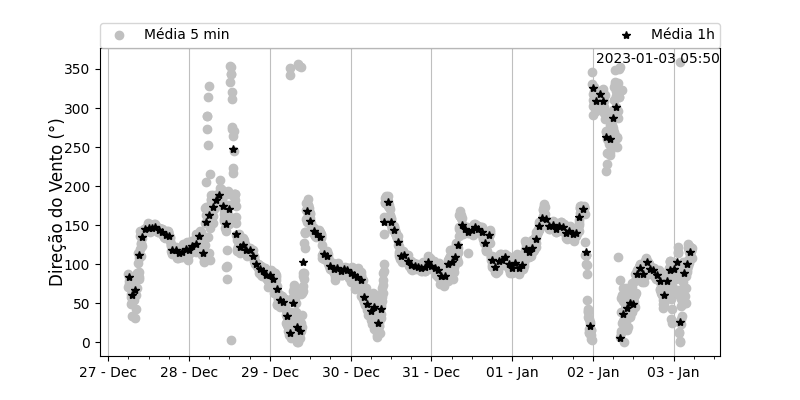 Média 5 min
Média 1h
2023-01-03 05:50
Direção do Vento (°)
350
300
250
200
150
100
50
0
27 - Dec
28 - Dec
29 - Dec
30 - Dec
31 - Dec
01 - Jan
02 - Jan
03 - Jan